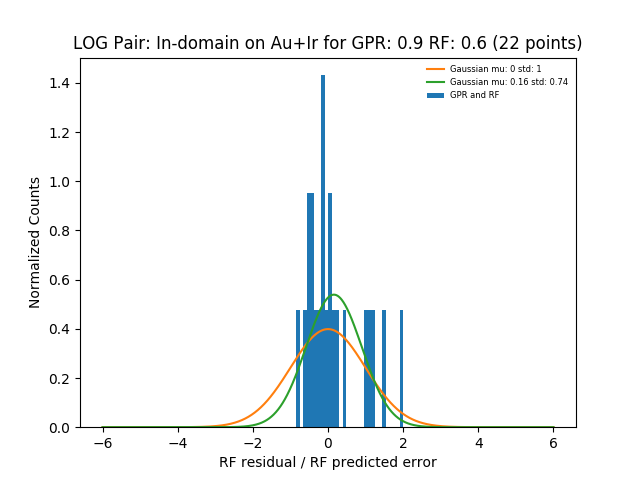 LOG Pair: In-domain on Au+Ir for GPR: 0.9 RF: 0.6 (22 points)
Gaussian mu: 0 std: 1
Gaussian mu: 0.16 std: 0.74
GPR and RF
Normalized Counts
1.4
1.2
1.0
0.8
0.6
0.4
0.2
0.0
−6 −4 −2 0 2 4 6
RF residual / RF predicted error